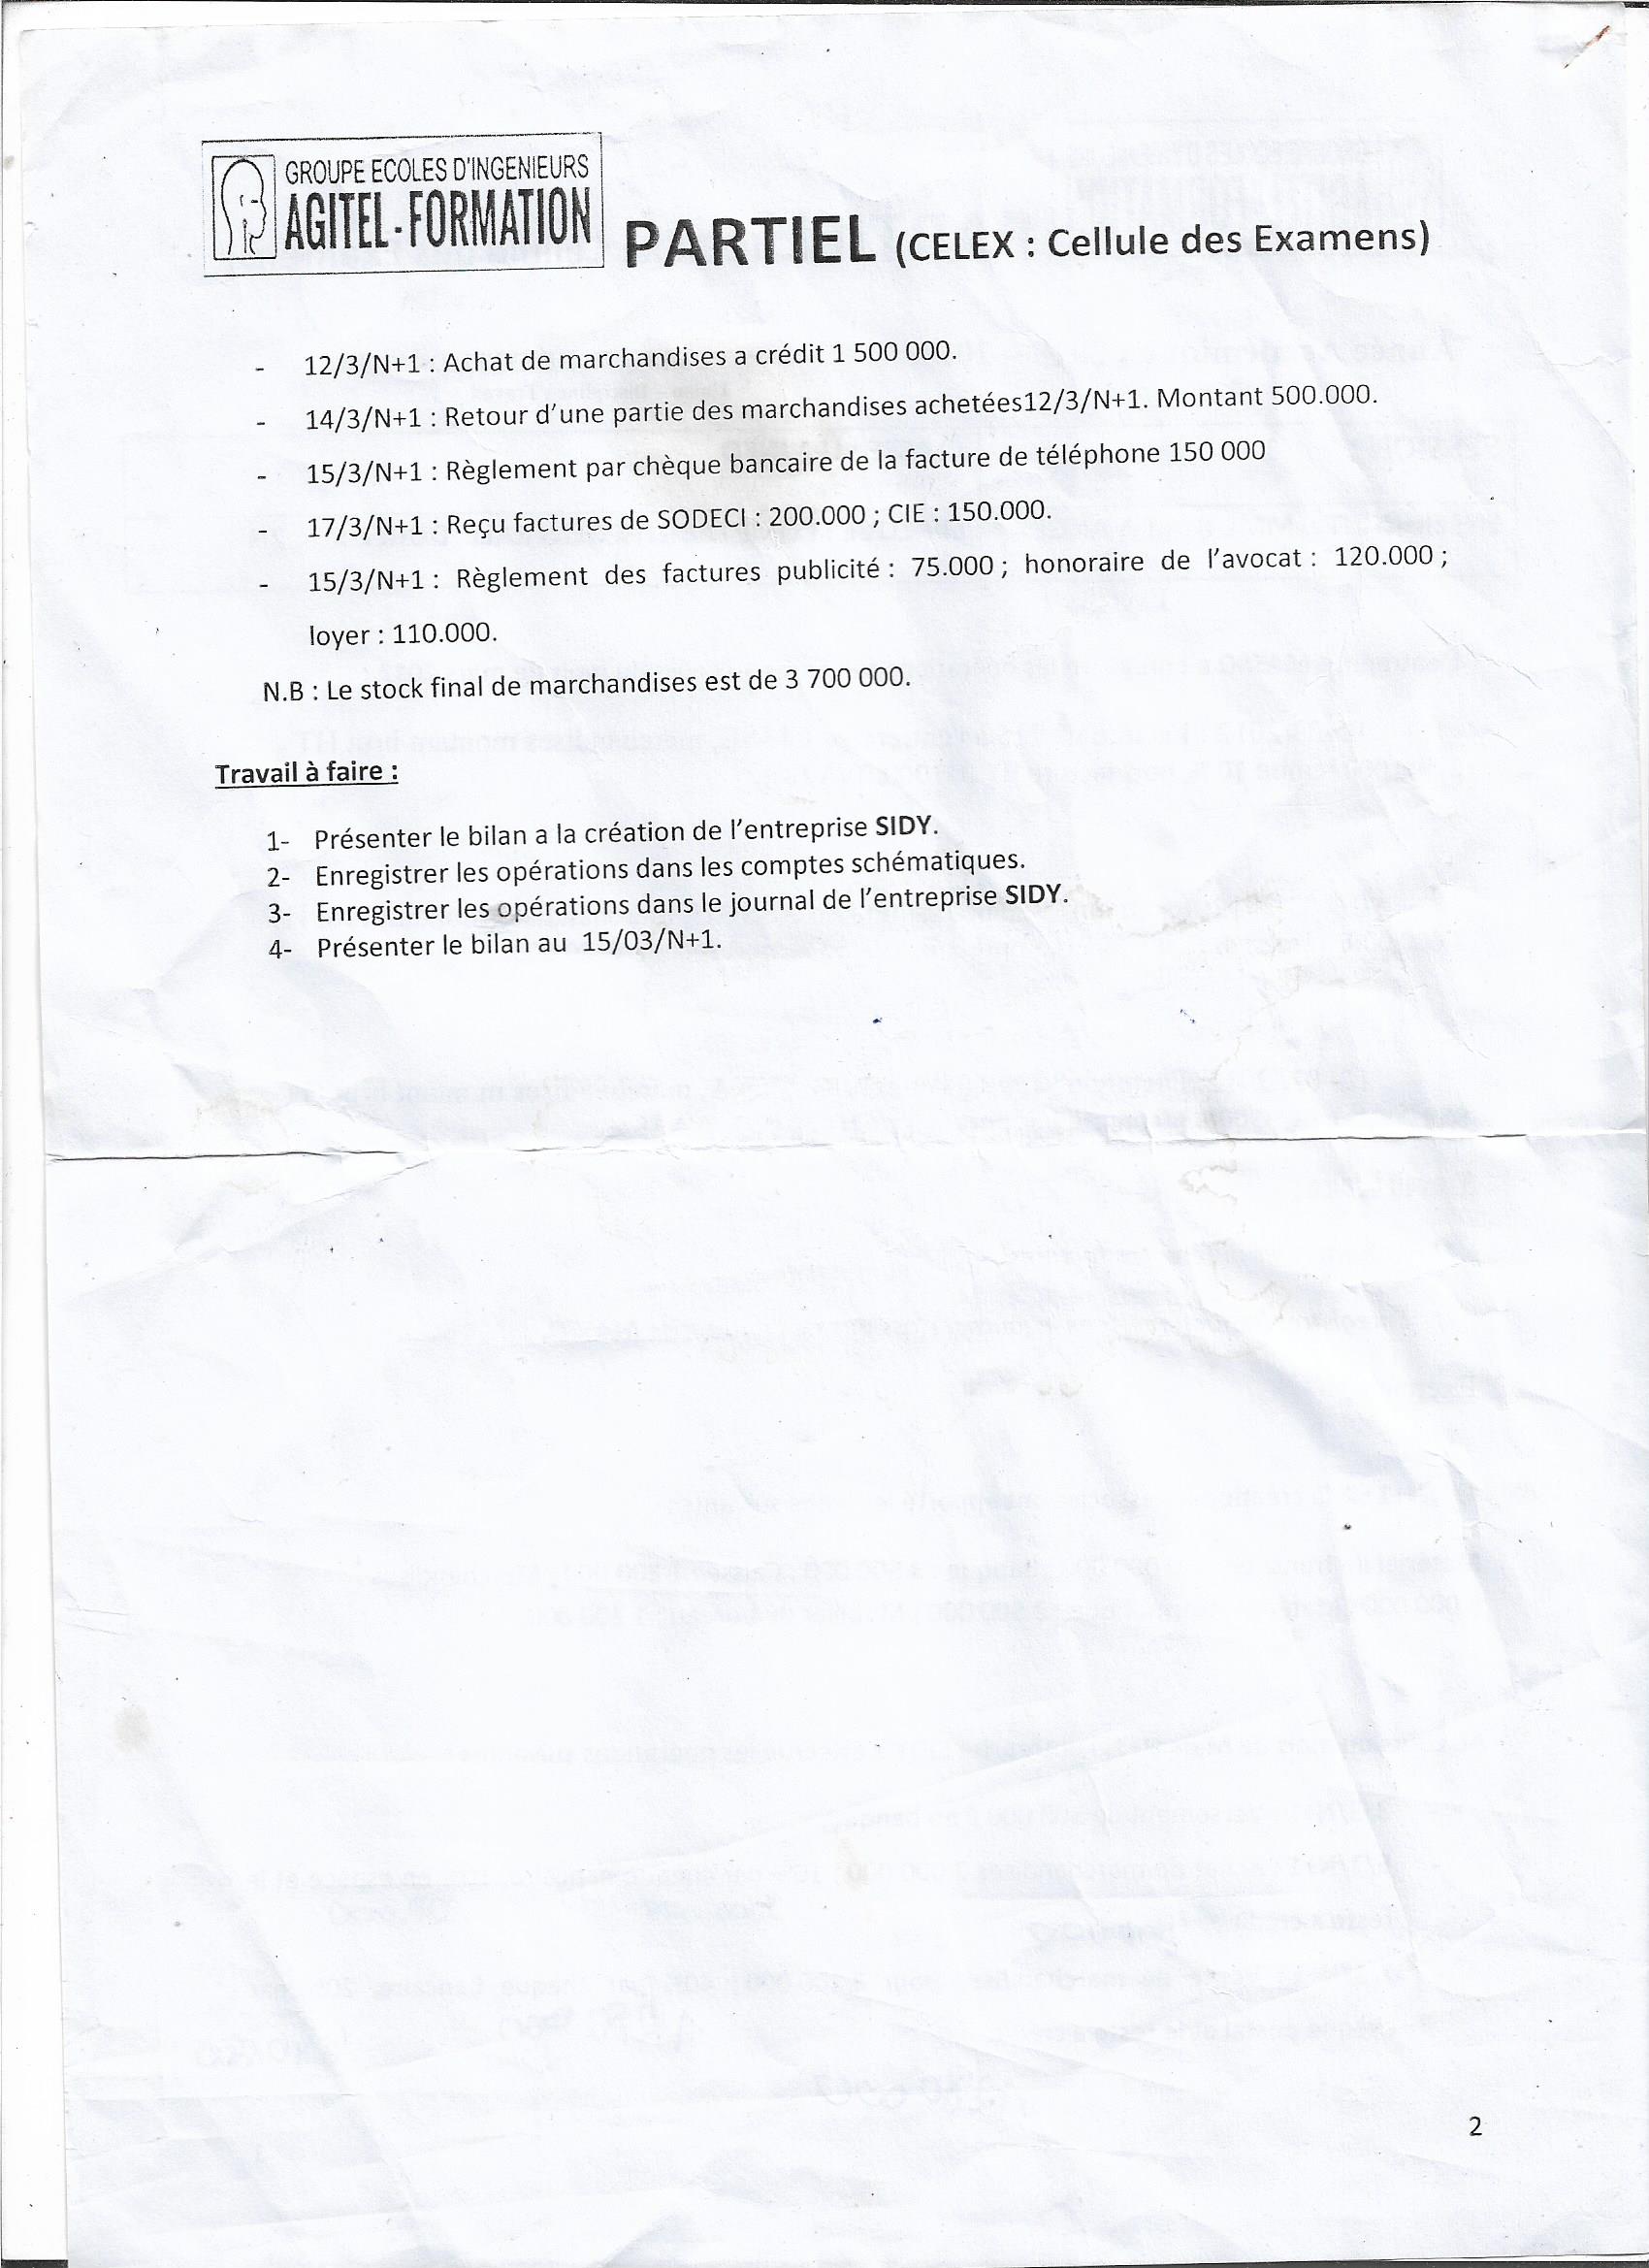 GROUPE ECOLES D'INGENIEURS
AGITEL-FORMATION
PARTIEL (CELEX : Cellule des Examens)
- 12/3/N+1 : Achat de marchandises a crédit 1 500 000.
- 14/3/N+1 : Retour d'une partie des marchandises achetées12/3/N+1. Montant 500.000.
- 15/3/N+1 : Règlement par chèque bancaire de la facture de téléphone 150 000
- 17/3/N+1 : Reçu factures de SODECI : 200.000 ; CIE : 150.000.
- 15/3/N+1 : Règlement des factures publicité : 75.000 ; honoraire de l'avocat : 120.000 ;
loyer : 110.000.
N.B : Le stock final de marchandises est de 3 700 000.
Travail à faire :
1- Présenter le bilan a la création de l'entreprise SIDY.
2- Enregistrer les opérations dans les comptes schématiques.
3- Enregistrer les opérations dans le journal de l'entreprise SIDY.
4- Présenter le bilan au 15/03/N+1.
2